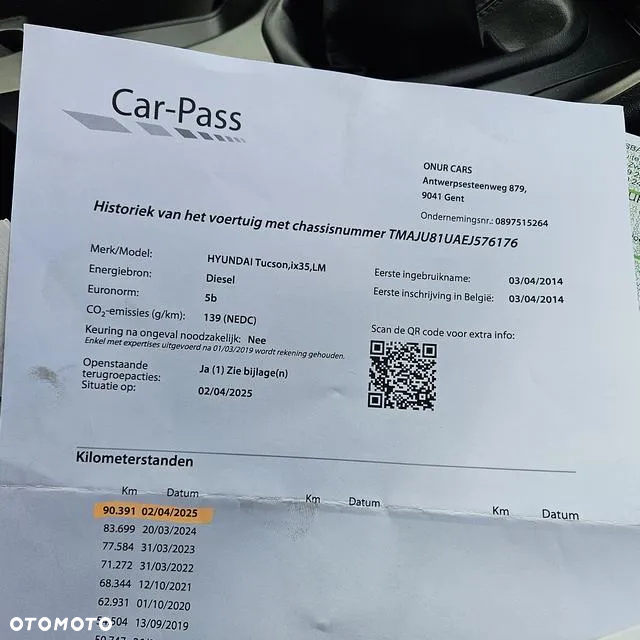 Car-Pass
ONUR CARS
Antwerpsesteenweg 879,
9041 Gent
Ondernemingsnr.: 0897515264
Historiek van het voertuig met chassisnummer TMAJU81UAEJ576176
Merk/Model: HYUNDAI Tucson,ix35,LM
Energiebron: Diesel
Euronorm: 5b
CO2-emissies (g/km): 139 (NEDC)
Eerste ingebruikname: 03/04/2014
Eerste inschrijving in België: 03/04/2014
Keuring na ongeval noodzakelijk: Nee
Enkel met expertises uitgevoerd na 01/03/2019 wordt rekening gehouden.
Scan de QR code voor extra info:
Openstaande
terugroepacties: Ja (1) Zie bijlage(n)
Situatie op: 02/04/2025
Kilometerstanden
Km Datum Km Datum Km Datum
90.391 02/04/2025
83.699 20/03/2024
77.584 31/03/2023
71.272 31/03/2022
68.344 12/10/2021
62.931 01/10/2020
13/09/2019
OTOMOTO